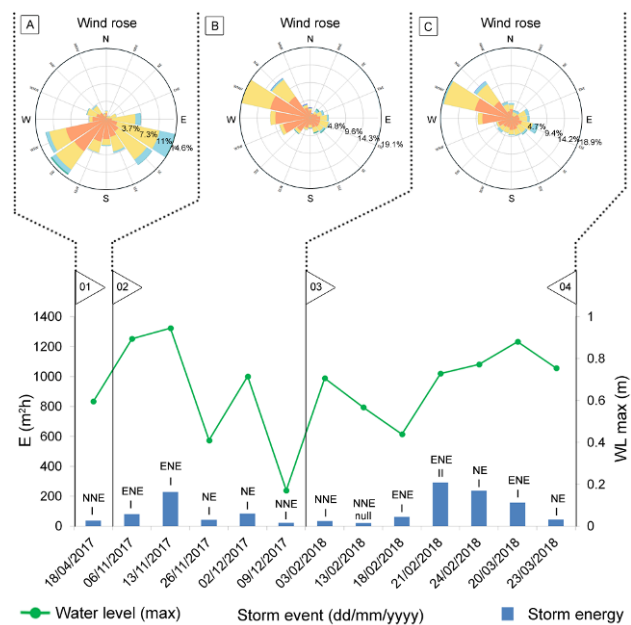 A Wind rose
B Wind rose
C Wind rose
N
N
N
W E
W E
W E
3.7% 7.3% 11% 14.6%
4.8% 9.6% 14.3% 19.1%
4.7% 9.4% 14.2% 18.9%
S
S
S
01 02 03 04
1400 1
1200
1000
800
600
400
200
0
0.8
0.6
0.4
0.2
0
E (m²h)
WL max (m)
NNE
I
ENE
I
ENE
I
NE
I
NE
I
NNE
I
NNE
I
NNE
null
ENE
I
ENE
II
NE
I
ENE
I
NE
I
18/04/2017
06/11/2017
13/11/2017
26/11/2017
02/12/2017
09/12/2017
03/02/2018
13/02/2018
18/02/2018
21/02/2018
24/02/2018
20/03/2018
23/03/2018
Water level (max) Storm event (dd/mm/yyyy) Storm energy